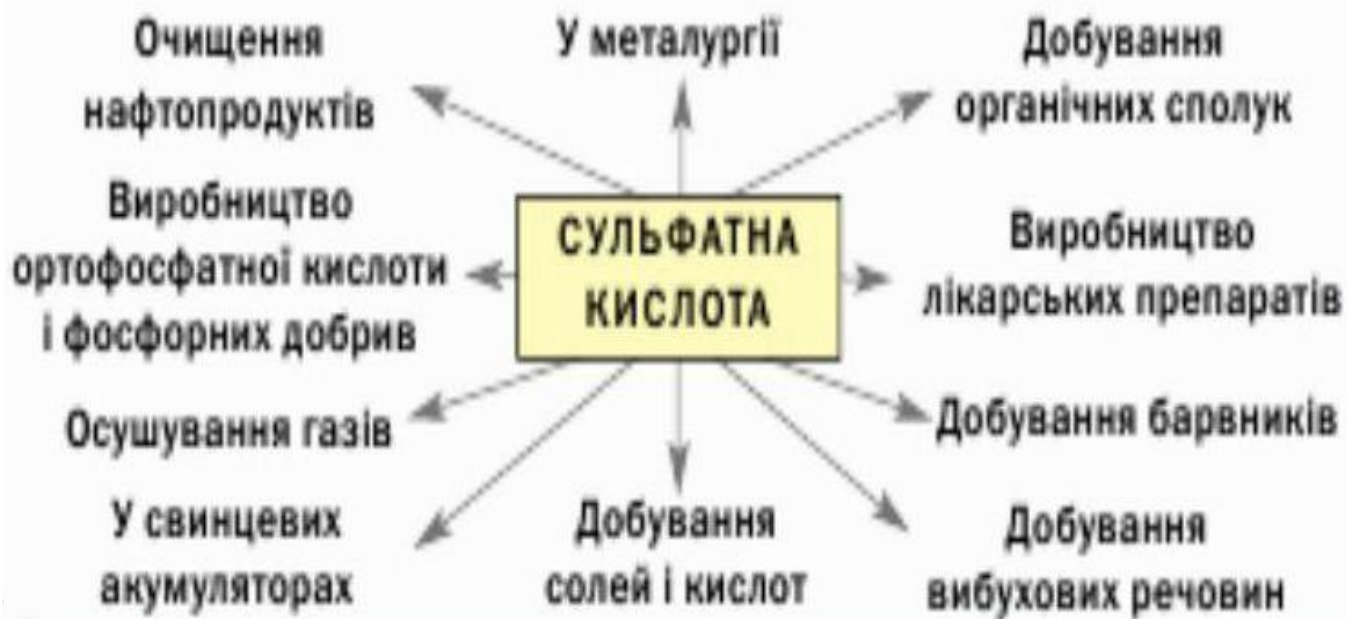 Очищення
нафтопродуктів
У металургії
Добування
органічних сполук
Виробництво
ортофосфатної кислоти
і фосфорних добрив
СУЛЬФАТНА
КИСЛОТА
Виробництво
лікарських препаратів
Осушування газів
Добування барвників
У свинцевих
акумуляторах
Добування
солей і кислот
Добування
вибухових речовин